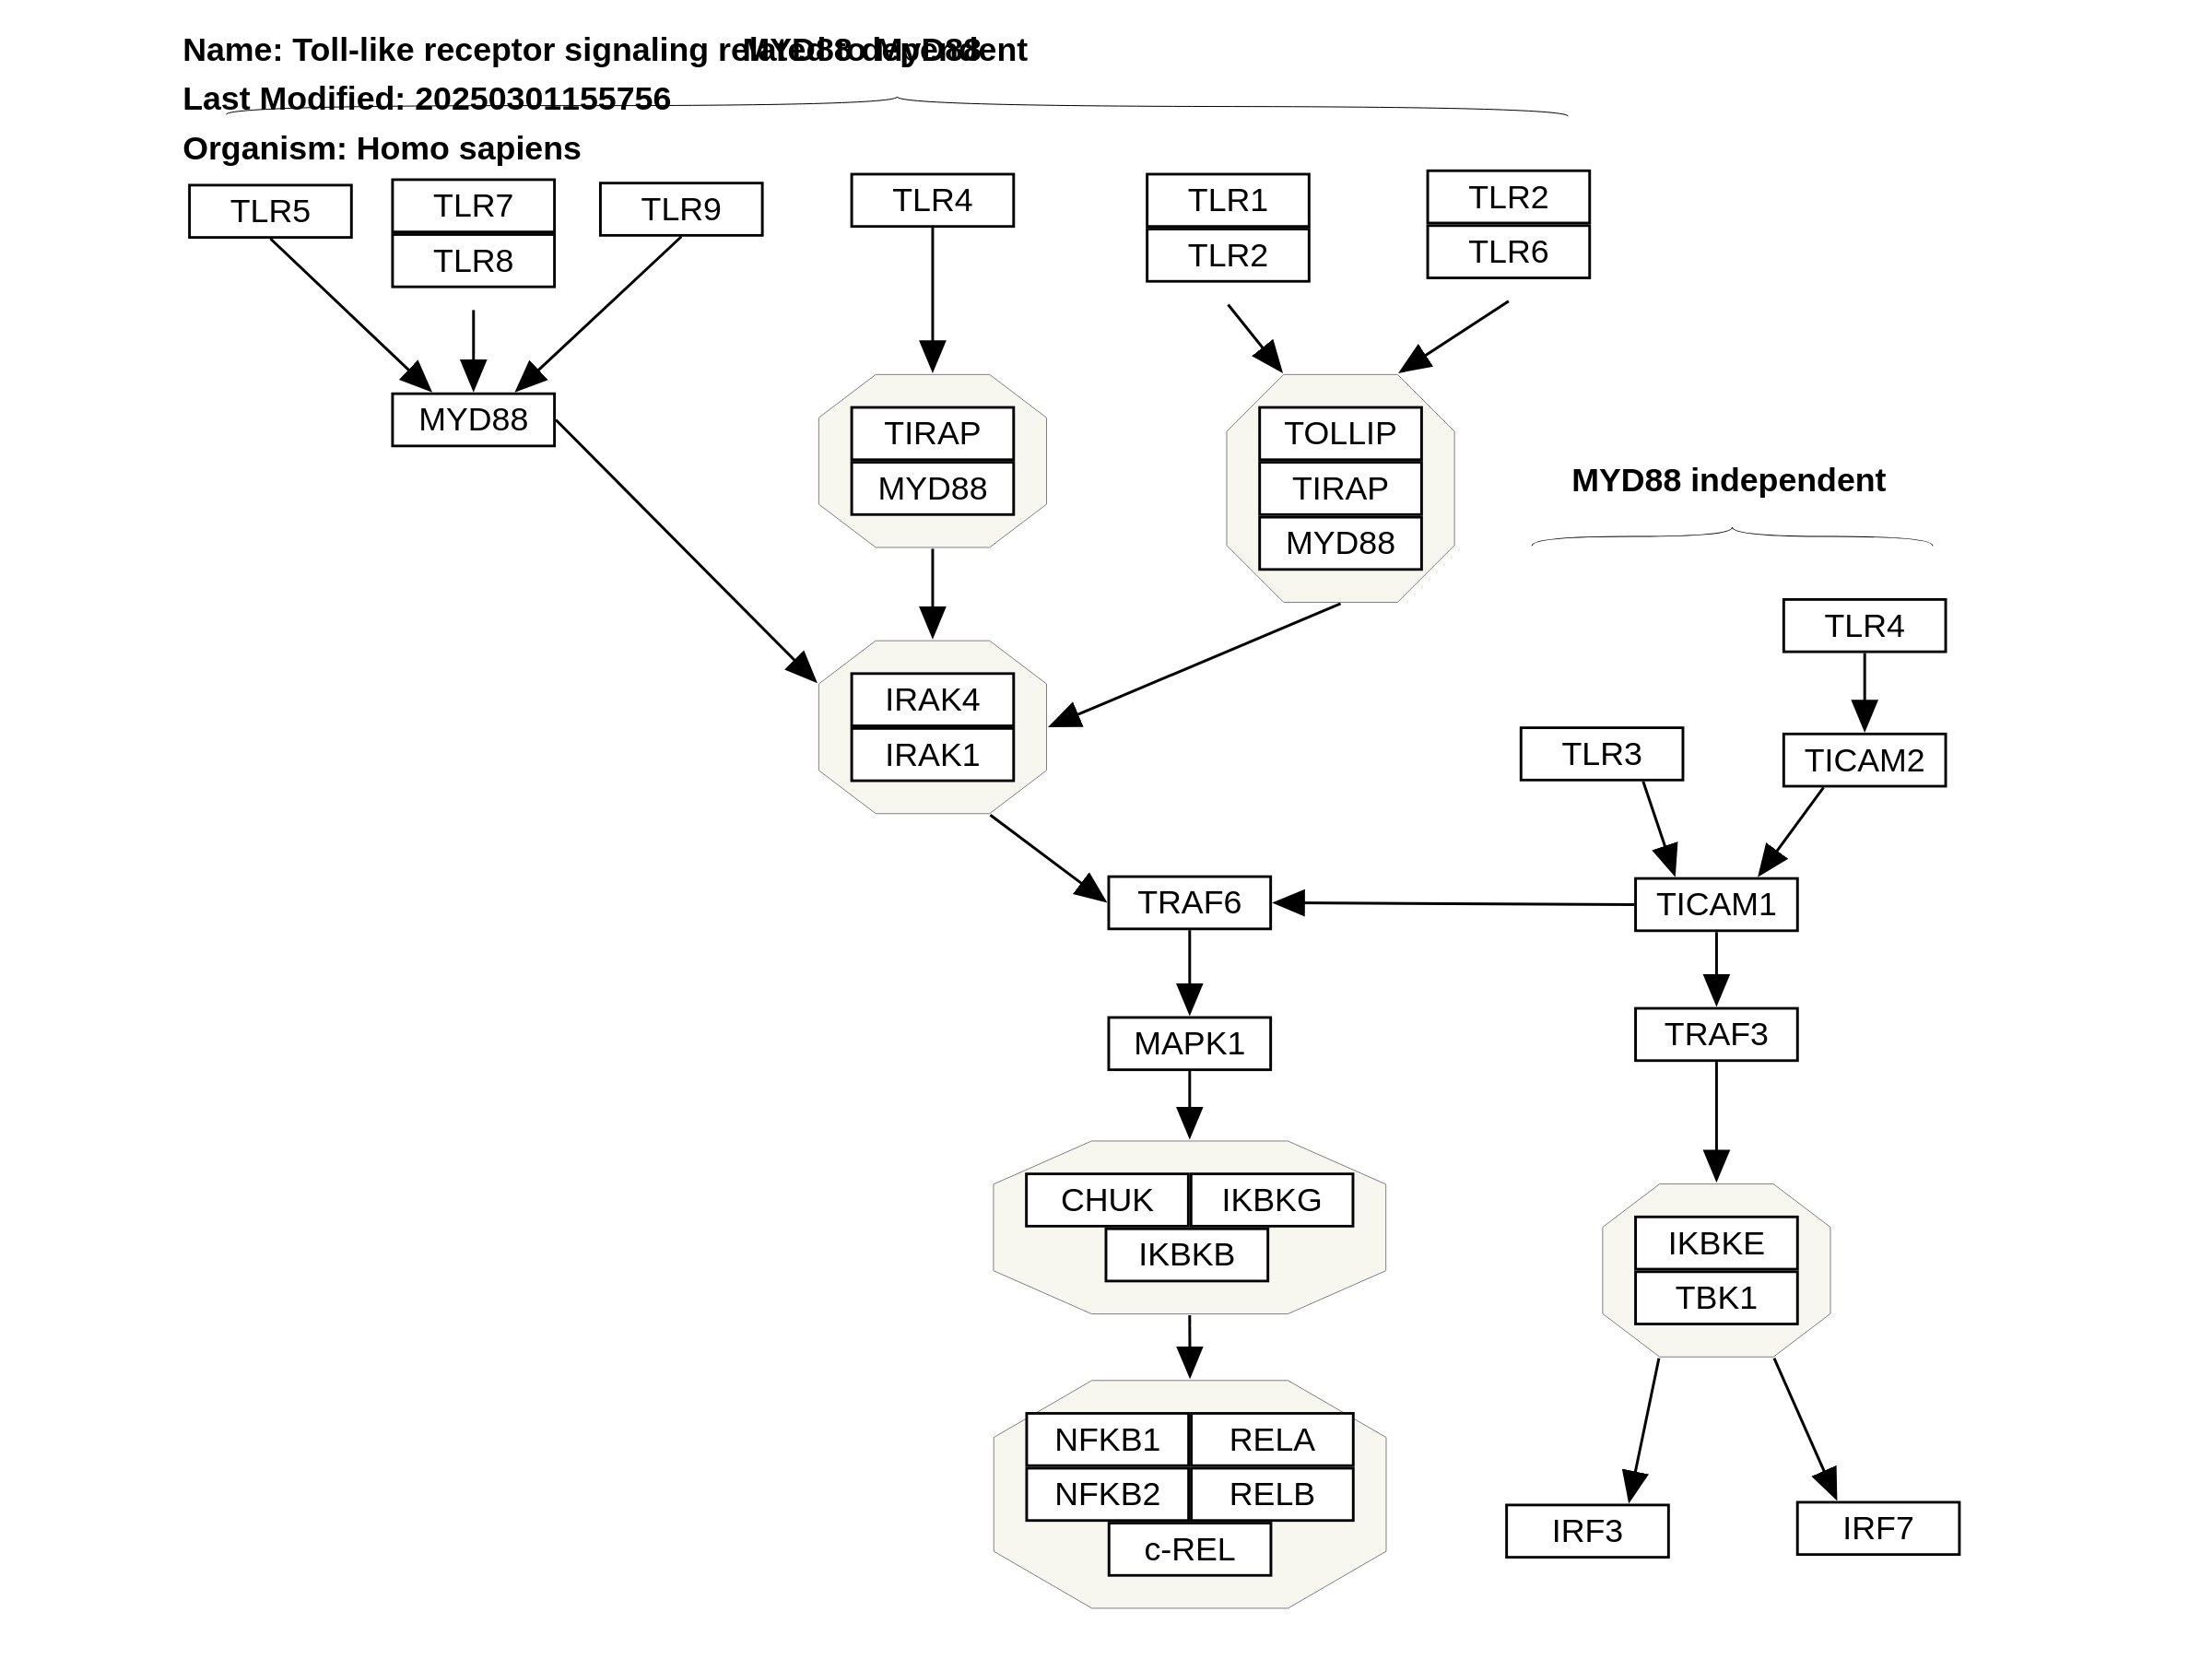 Name: Toll-like receptor signaling related to MyD88
MYD88 dependent
Last Modified: 20250301155756
Organism: Homo sapiens
TLR5
TLR7
TLR8
TLR9
TLR4
TLR1
TLR2
TLR2
TLR6
MYD88
TIRAP
MYD88
TOLLIP
TIRAP
MYD88
MYD88 independent
TLR4
IRAK4
IRAK1
TLR3
TICAM2
TRAF6
TICAM1
MAPK1
TRAF3
CHUK
IKBKG
IKBKB
IKBKE
TBK1
NFKB1
RELA
NFKB2
RELB
c-REL
IRF3
IRF7